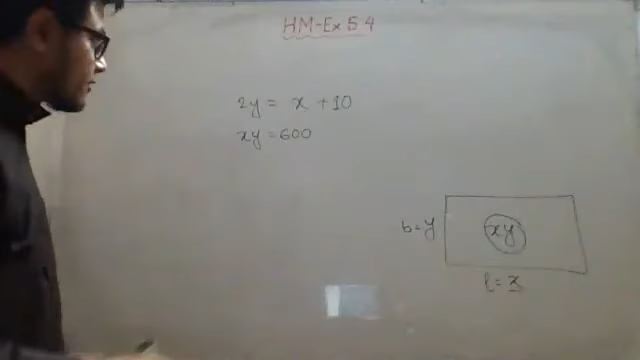 HM-Ex 5.4
2y = x + 10
xy = 600
b = y
xy
l = x